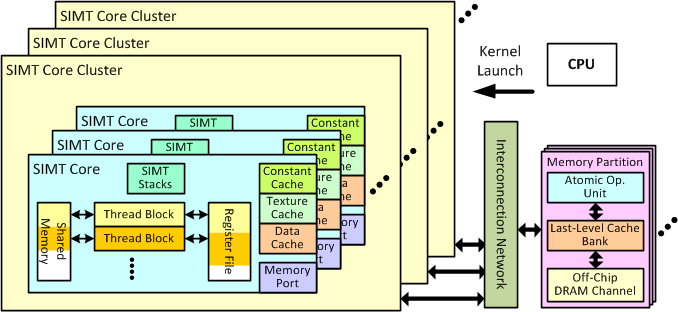 SIMT Core Cluster
SIMT Core Cluster
SIMT Core Cluster
SIMT Core
SIMT
Constant
SIMT Core
SIMT
Constant
SIMT Core
SIMT
Stacks
Constant
Cache
Texture
Cache
Data
Cache
Memory
Port
Shared
Memory
Thread Block
Thread Block
Register File
Kernel
Launch
CPU
Interconnection Network
Memory Partition
Atomic Op.
Unit
Last-Level Cache
Bank
Off-Chip
DRAM Channel